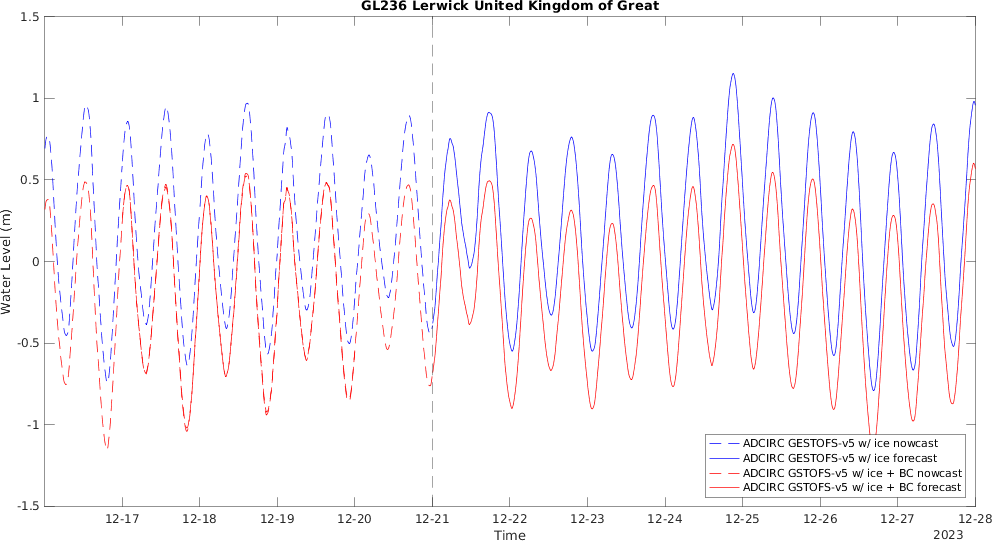 GL236 Lerwick United Kingdom of Great
1.5
1
0.5
0
-0.5
-1
-1.5
Water Level (m)
12-17 12-18 12-19 12-20 12-21 12-22 12-23 12-24 12-25 12-26 12-27 12-28
Time
2023
ADCIRC GESTOFS-v5 w/ ice nowcast
ADCIRC GESTOFS-v5 w/ ice forecast
ADCIRC GSTOFS-v5 w/ ice + BC nowcast
ADCIRC GSTOFS-v5 w/ ice + BC forecast